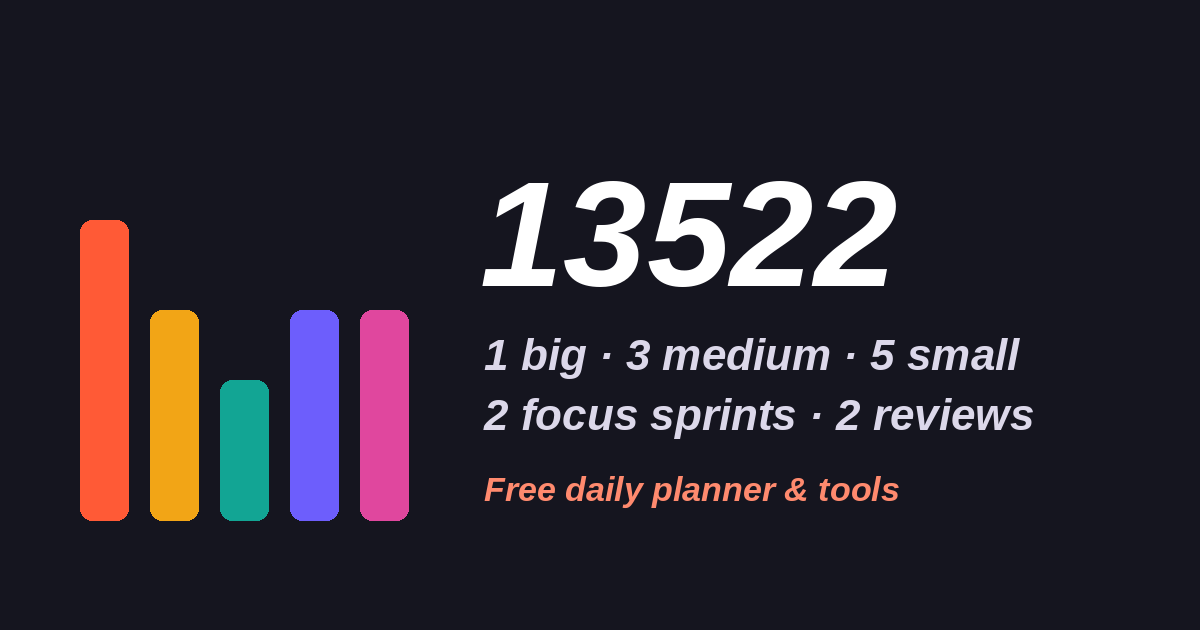 13522
1 big · 3 medium · 5 small
2 focus sprints · 2 reviews
Free daily planner & tools